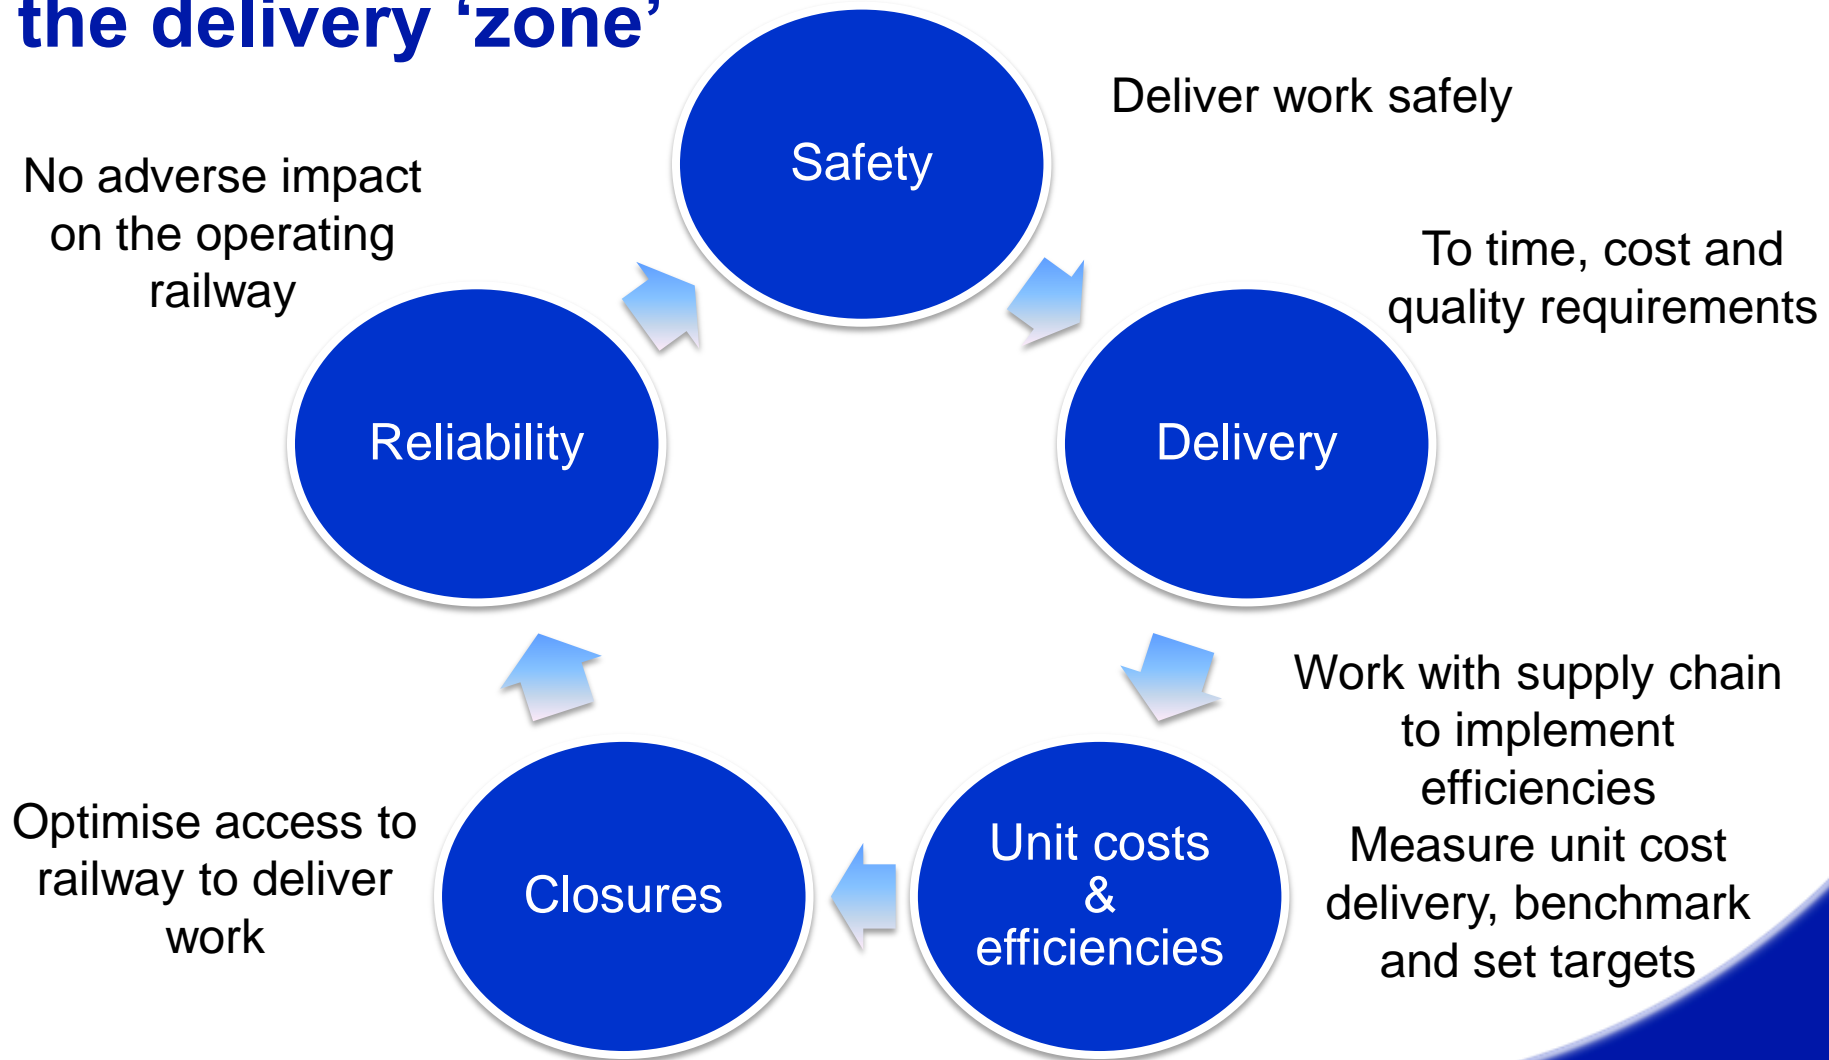 the delivery ‘zone’
Safety
Deliver work safely
No adverse impact
on the operating
railway
To time, cost and
quality requirements
Reliability
Delivery
Work with supply chain
to implement
efficiencies
Measure unit cost
delivery, benchmark
and set targets
Optimise access to
railway to deliver
work
Closures
Unit costs
&
efficiencies